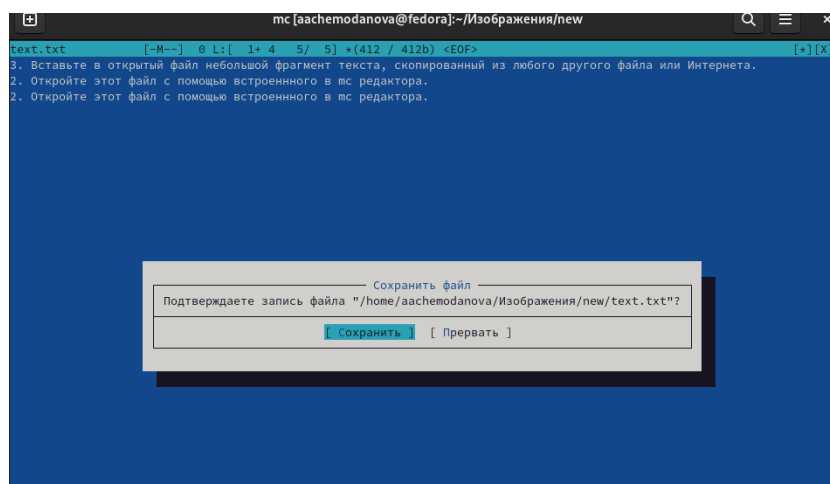 mc [aachemodanova@fedora]:~/Изображения/new
text.txt [-M--] 0 L:[ 1+ 4 5/ 5] *(412 / 412b) <EOF> [*][X]
3. Вставьте в открытый файл небольшой фрагмент текста, скопированный из любого другого файла или Интернета.
2. Откройте этот файл с помощью встроеннного в mc редактора.
2. Откройте этот файл с помощью встроеннного в mc редактора.
Сохранить файл
Подтверждаете запись файла "/home/aachemodanova/Изображения/new/text.txt"?
[ Сохранить ] [ Прервать ]